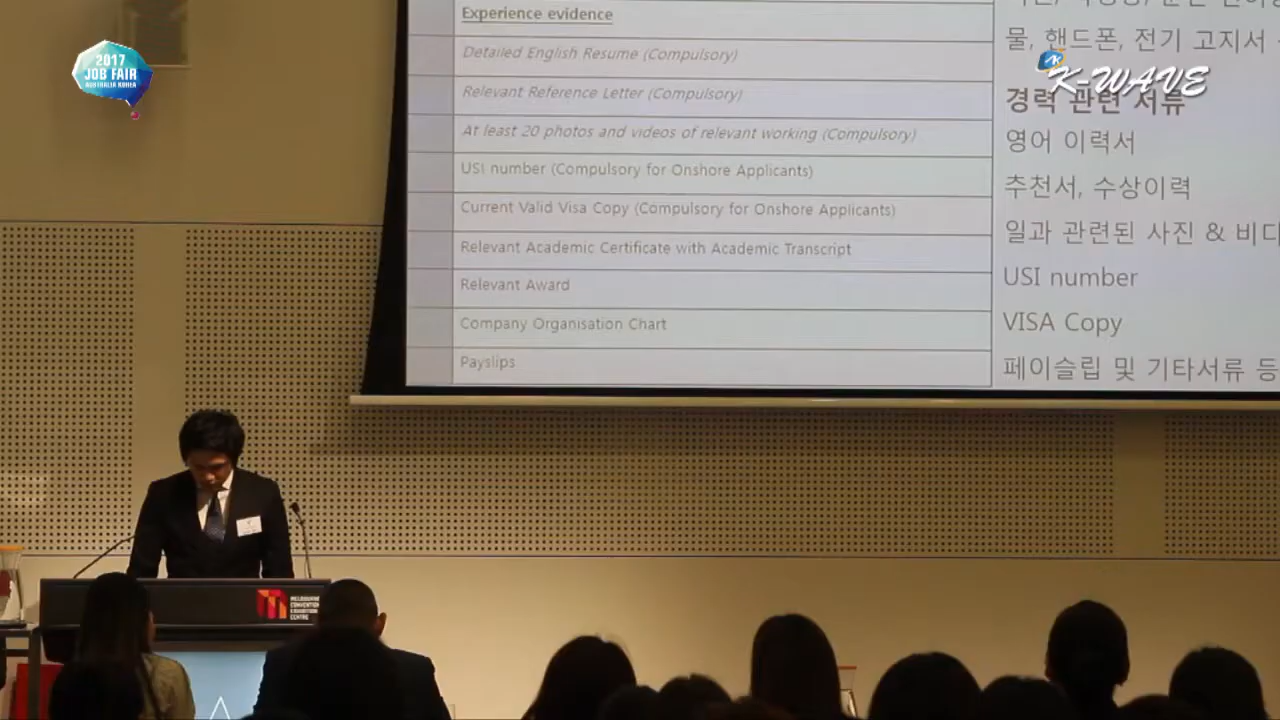 2017
JOB FAIR
AUSTRALIA KOREA
K-WAVE
Experience evidence
Detailed English Resume (Compulsory)
Relevant Reference Letter (Compulsory)
At least 20 photos and videos of relevant working (Compulsory)
USI number (Compulsory for Onshore Applicants)
Current Valid Visa Copy (Compulsory for Onshore Applicants)
Relevant Academic Certificate with Academic Transcript
Relevant Award
Company Organisation Chart
Payslips
물, 핸드폰, 전기 고지서
경력 관련 서류
영어 이력서
추천서, 수상이력
일과 관련된 사진 & 비디
USI number
VISA Copy
페이슬립 및 기타서류 등
MELBOURNE
CONVENTION
EXHIBITION
CENTRE